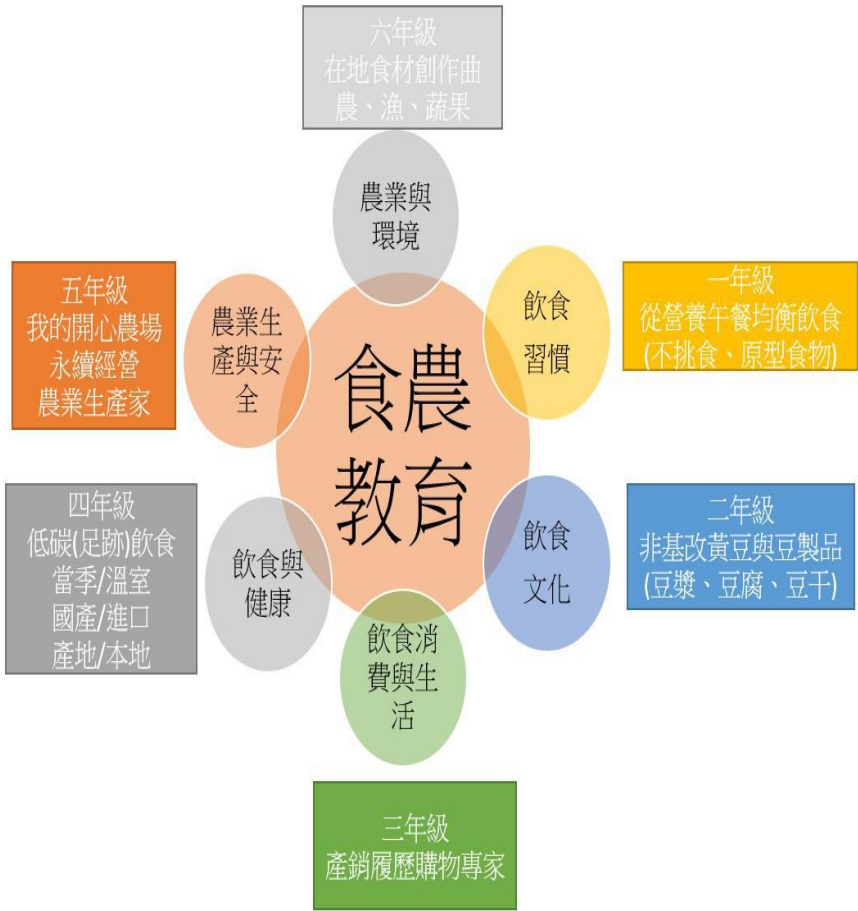 六年級
在地食材創作曲
農、漁、蔬果
農業與
環境
五年級
我的開心農場
永續經營
農業生產家
農業生
產與安
全
飲食
習慣
一年級
從營養午餐均衡飲食
(不挑食、原型食物)
食農
教育
四年級
低碳(足跡)飲食
當季/溫室
國產/進口
產地/本地
飲食與
健康
飲食
文化
二年級
非基改黃豆與豆製品
(豆漿、豆腐、豆干)
飲食消
費與生
活
三年級
產銷履歷購物專家